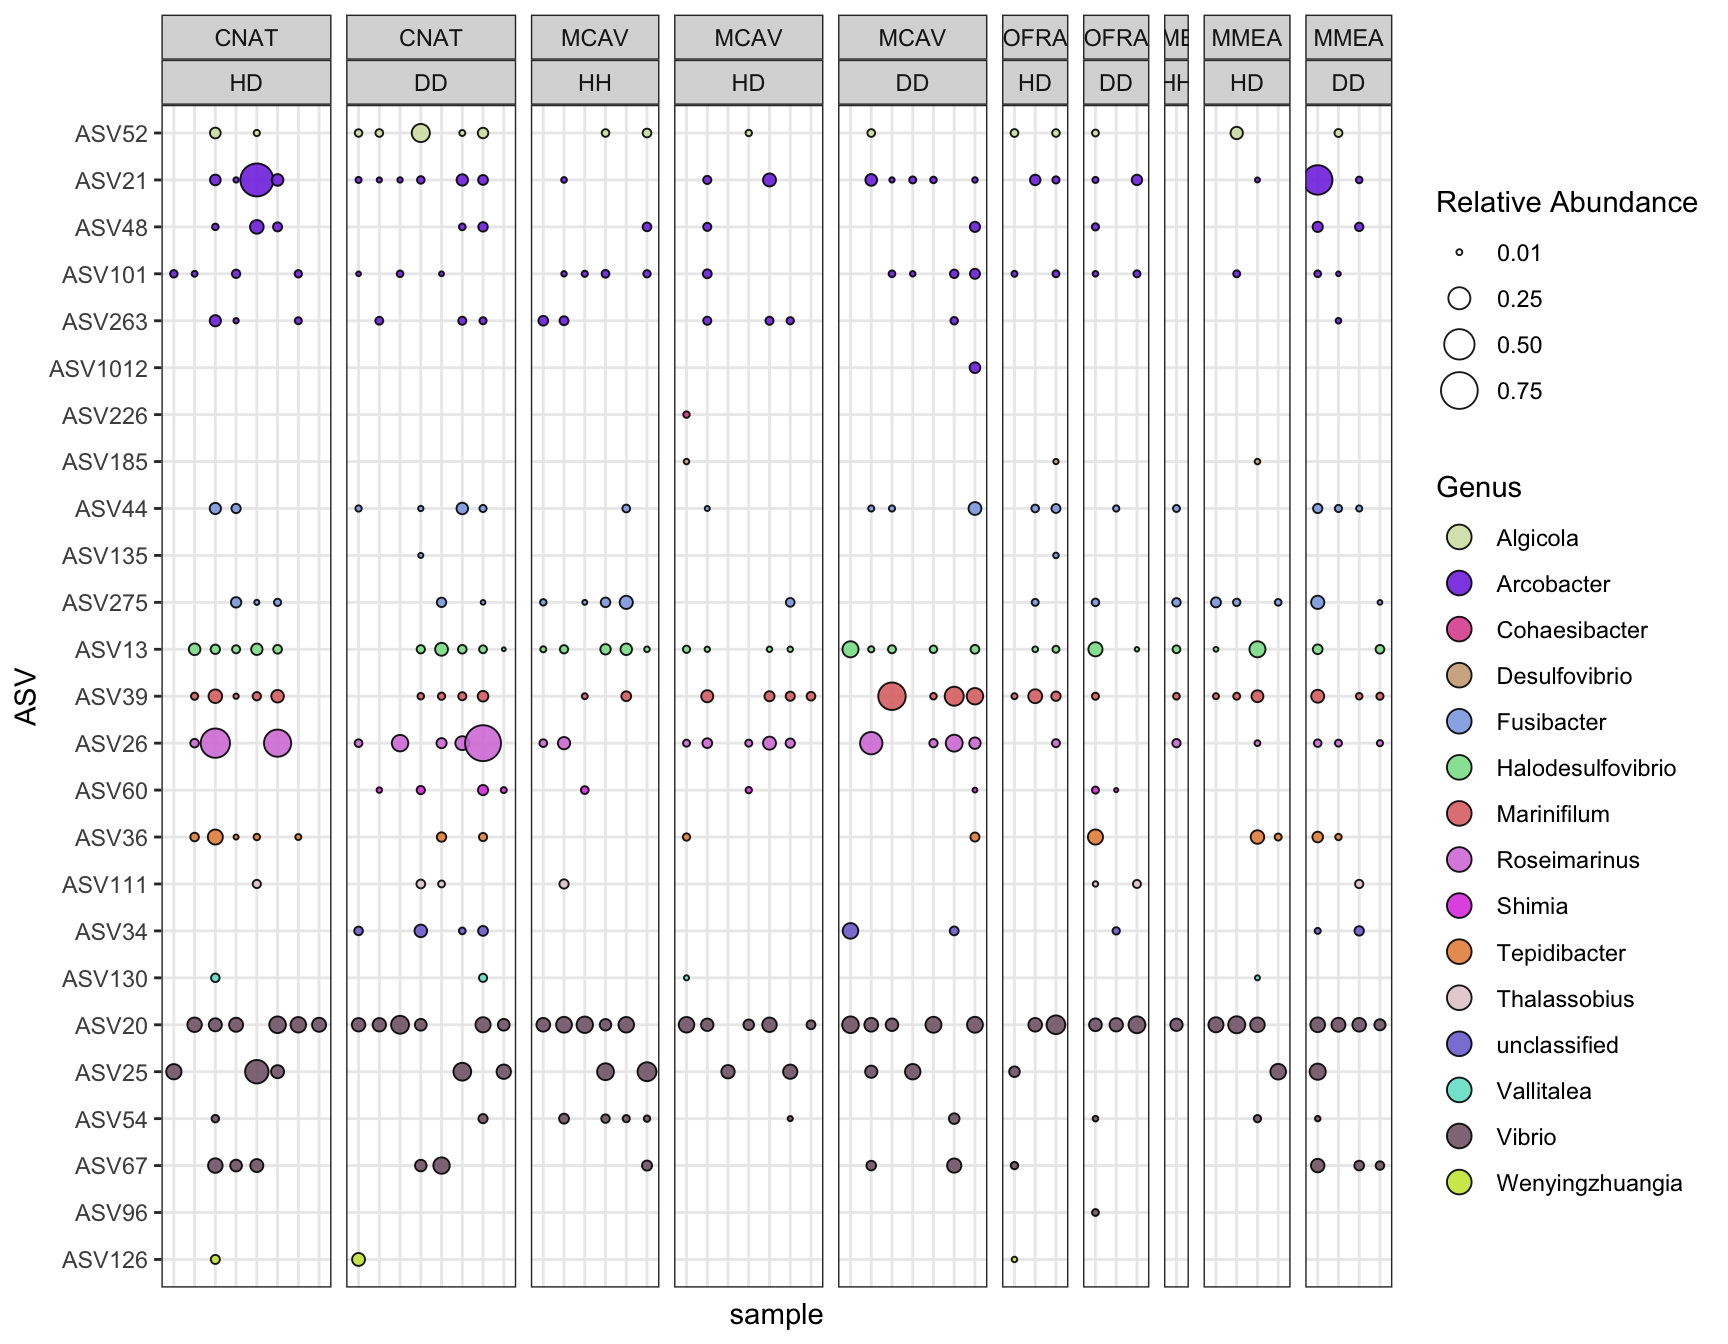 CNAT CNAT MCAV MCAV MCAV OFRA OFRA ME MMEA MMEA
HD DD HH HD DD HD DD HH HD DD
ASV52
ASV21
ASV48
ASV101
ASV263
ASV1012
ASV226
ASV185
ASV44
ASV135
ASV275
ASV13
ASV39
ASV26
ASV60
ASV36
ASV111
ASV34
ASV130
ASV20
ASV25
ASV54
ASV67
ASV96
ASV126
ASV
sample
Relative Abundance
0.01
0.25
0.50
0.75
Genus
Algicola
Arcobacter
Cohaesibacter
Desulfovibrio
Fusibacter
Halodesulfovibrio
Marinifilum
Roseimarinus
Shimia
Tepidibacter
Thalassobius
unclassified
Vallitalea
Vibrio
Wenyingzhuangia